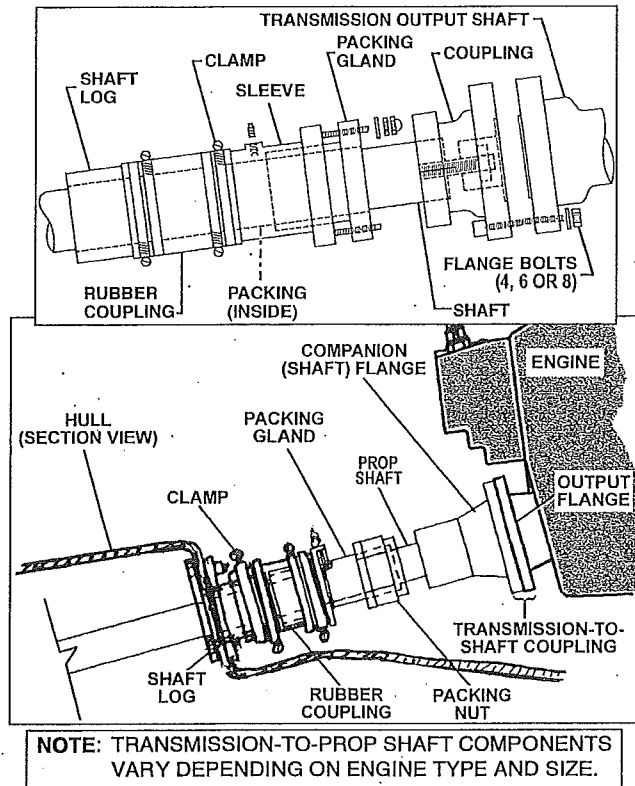 TRANSMISSION OUTPUT SHAFT
PACKING
GLAND
COUPLING
CLAMP
SHAFT
LOG
SLEEVE
FLANGE BOLTS
(4, 6 OR 8)
RUBBER
COUPLING
PACKING
(INSIDE)
SHAFT
COMPANION
(SHAFT) FLANGE
ENGINE
HULL
(SECTION VIEW)
PACKING
GLAND
PROP
SHAFT
CLAMP
OUTPUT
FLANGE
TRANSMISSION-TO-
SHAFT COUPLING
SHAFT
LOG
RUBBER
COUPLING
PACKING
NUT
NOTE: TRANSMISSION-TO-PROP SHAFT COMPONENTS
VARY DEPENDING ON ENGINE TYPE AND SIZE.